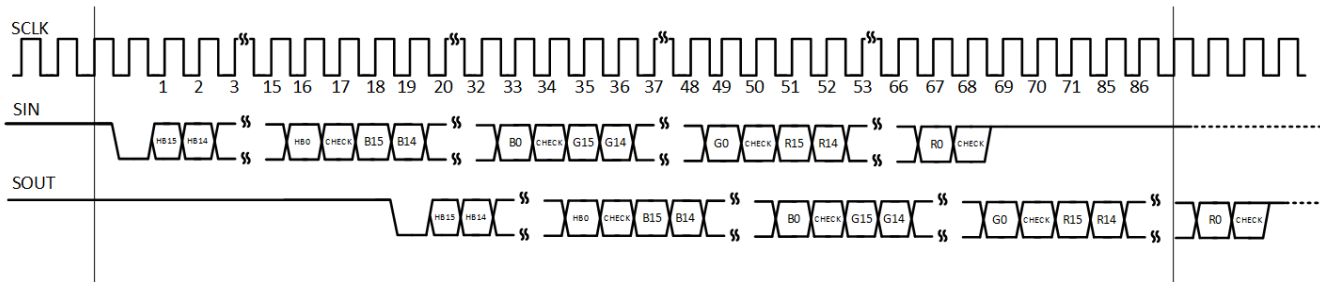 SCLK
1 2 3 15 16 17 18 19 20 32 33 34 35 36 37 48 49 50 51 52 53 66 67 68 69 70 71 85 86
SIN
HB15 HB14 HB0 CHECK B15 B14 B0 CHECK G15 G14 G0 CHECK R15 R14 R0 CHECK
SOUT
HB15 HB14 HB0 CHECK B15 B14 B0 CHECK G15 G14 G0 CHECK R15 R14 R0 CHECK